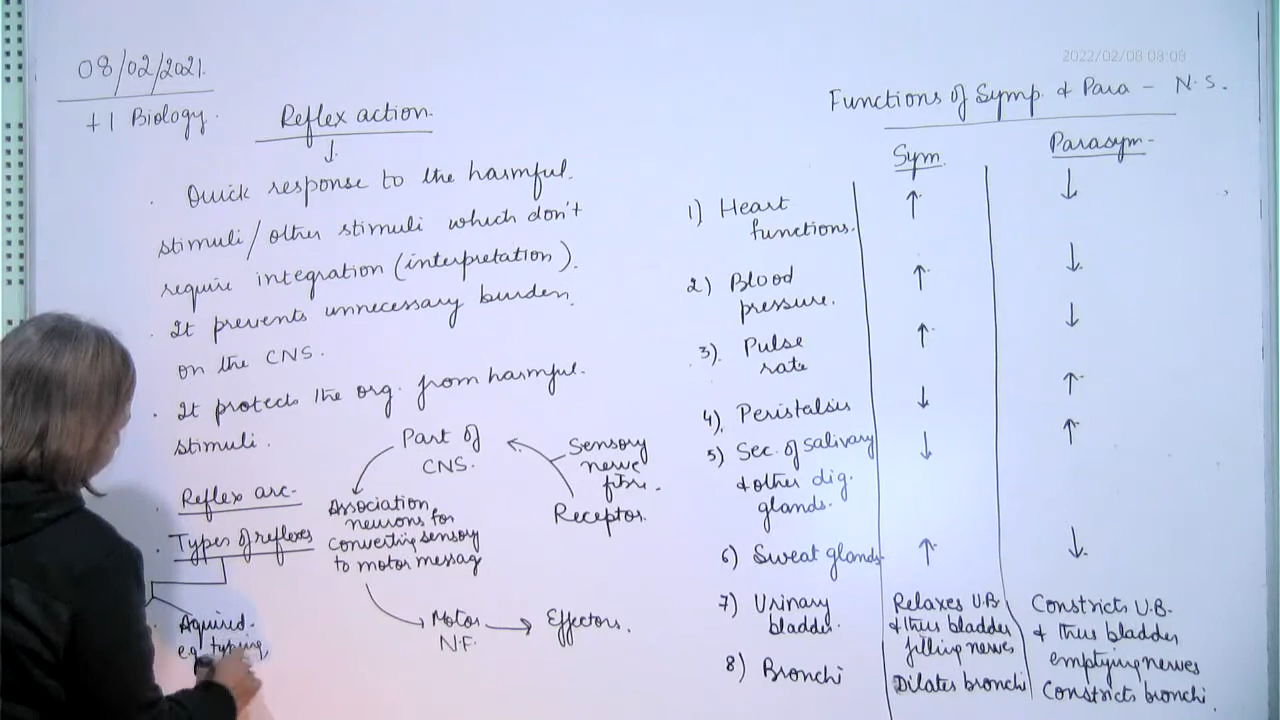 2022/02/08 08:08
08/02/2021.
+1 Biology.
Reflex action.
Quick response to the harmful.
stimuli/other stimuli which don't
require integration (interpretation).
It prevents unnecessary burden.
on the CNS.
It protects the org. from harmful.
stimuli.
Reflex arc-
Types of reflexes
Aquired-
e.g. typing,
Part of
CNS.
Sensory
nerve
fibre.
Receptor.
Association
neurons for
converting sensory
to motor messag
Motor
N.F.
Effectors.
Functions of Symp. & Para - N.S.
Sym. Parasym-
1) Heart
functions. ↑ ↓
2) Blood
pressure. ↑ ↓
3) Pulse
rate ↑ ↓
4) Peristalsis ↓ ↑
5) Sec. of salivary ↓ ↑
& other dig.
glands.
6) Sweat glands ↑ ↓
7) Urinary Relaxes U.B Constricts U.B-
bladder. & thus bladder & thus bladder
filling nerves emptying nerves
8) Bronchi Dilates bronchi Constricts bronchi.